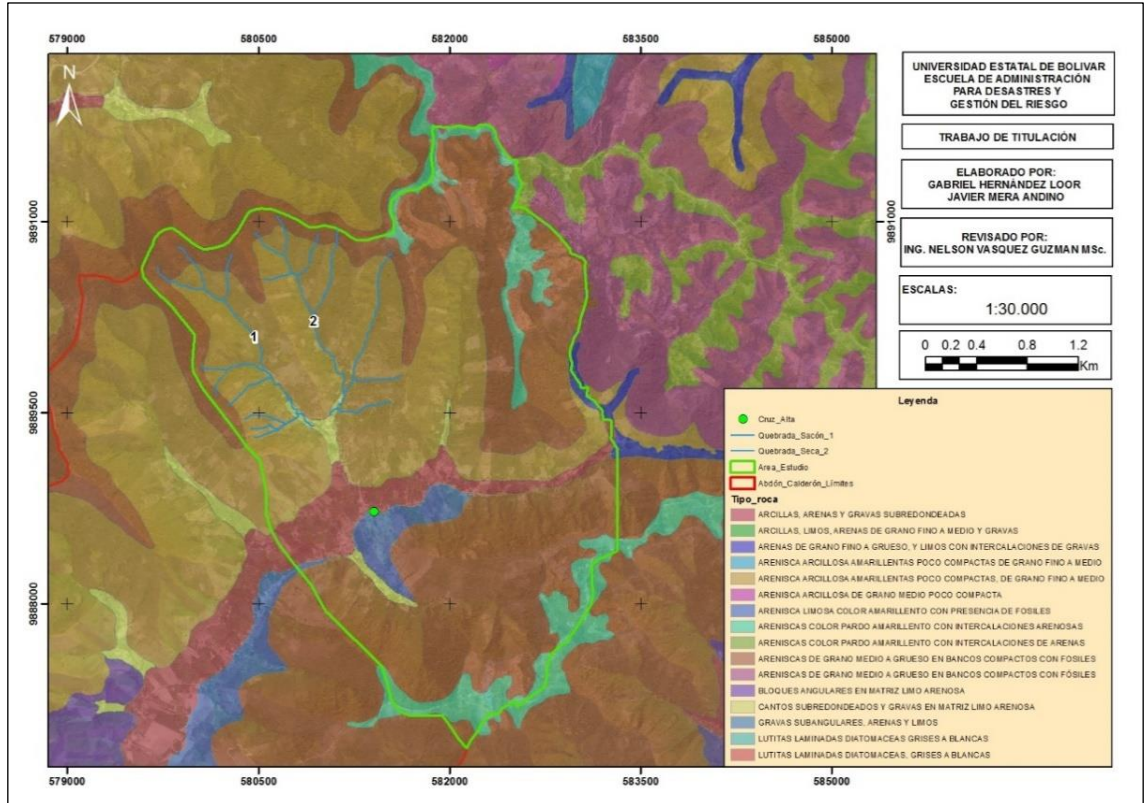 579000 580500 582000 583500 585000
N
9891000 9891000
9889500
9888000
1
2
579000 580500 582000 583500 585000
UNIVERSIDAD ESTATAL DE BOLIVAR
ESCUELA DE ADMINISTRACIÓN
PARA DESASTRES Y
GESTIÓN DEL RIESGO
TRABAJO DE TITULACIÓN
ELABORADO POR:
GABRIEL HERNÁNDEZ LOOR
JAVIER MERA ANDINO
REVISADO POR:
ING. NELSON VASQUEZ GUZMAN MSc.
ESCALAS:
1:30.000
0 0.2 0.4 0.8 1.2
Km
Leyenda
Cruz_Alta
Quebrada_Sacón_1
Quebrada_Seca_2
Area_Estudio
Abdón_Calderón_Límites
Tipo_roca
ARCILLAS, ARENAS Y GRAVAS SUBREDONDEADAS
ARCILLAS, LIMOS, ARENAS DE GRANO FINO A MEDIO Y GRAVAS
ARENAS DE GRANO FINO A GRUESO, Y LIMOS CON INTERCALACIONES DE GRAVAS
ARENISCA ARCILLOSA AMARILLENTAS POCO COMPACTAS DE GRANO FINO A MEDIO
ARENISCA ARCILLOSA AMARILLENTAS POCO COMPACTAS, DE GRANO FINO A MEDIO
ARENISCA ARCILLOSA DE GRANO MEDIO POCO COMPACTA
ARENISCA LIMOSA COLOR AMARILLENTO CON PRESENCIA DE FOSILES
ARENISCAS COLOR PARDO AMARILLENTO CON INTERCALACIONES ARENOSAS
ARENISCAS COLOR PARDO AMARILLENTO CON INTERCALACIONES DE ARENAS
ARENISCAS DE GRANO MEDIO A GRUESO EN BANCOS COMPACTOS CON FOSILES
ARENISCAS DE GRANO MEDIO A GRUESO EN BANCOS COMPACTOS CON FÓSILES
BLOQUES ANGULARES EN MATRIZ LIMO ARENOSA
CANTOS SUBREDONDEADOS Y GRAVAS EN MATRIZ LIMO ARENOSA
GRAVAS SUBANGULARES, ARENAS Y LIMOS
LUTITAS LAMINADAS DIATOMACEAS GRISES A BLANCAS
LUTITAS LAMINADAS DIATOMACEAS, GRISES A BLANCAS